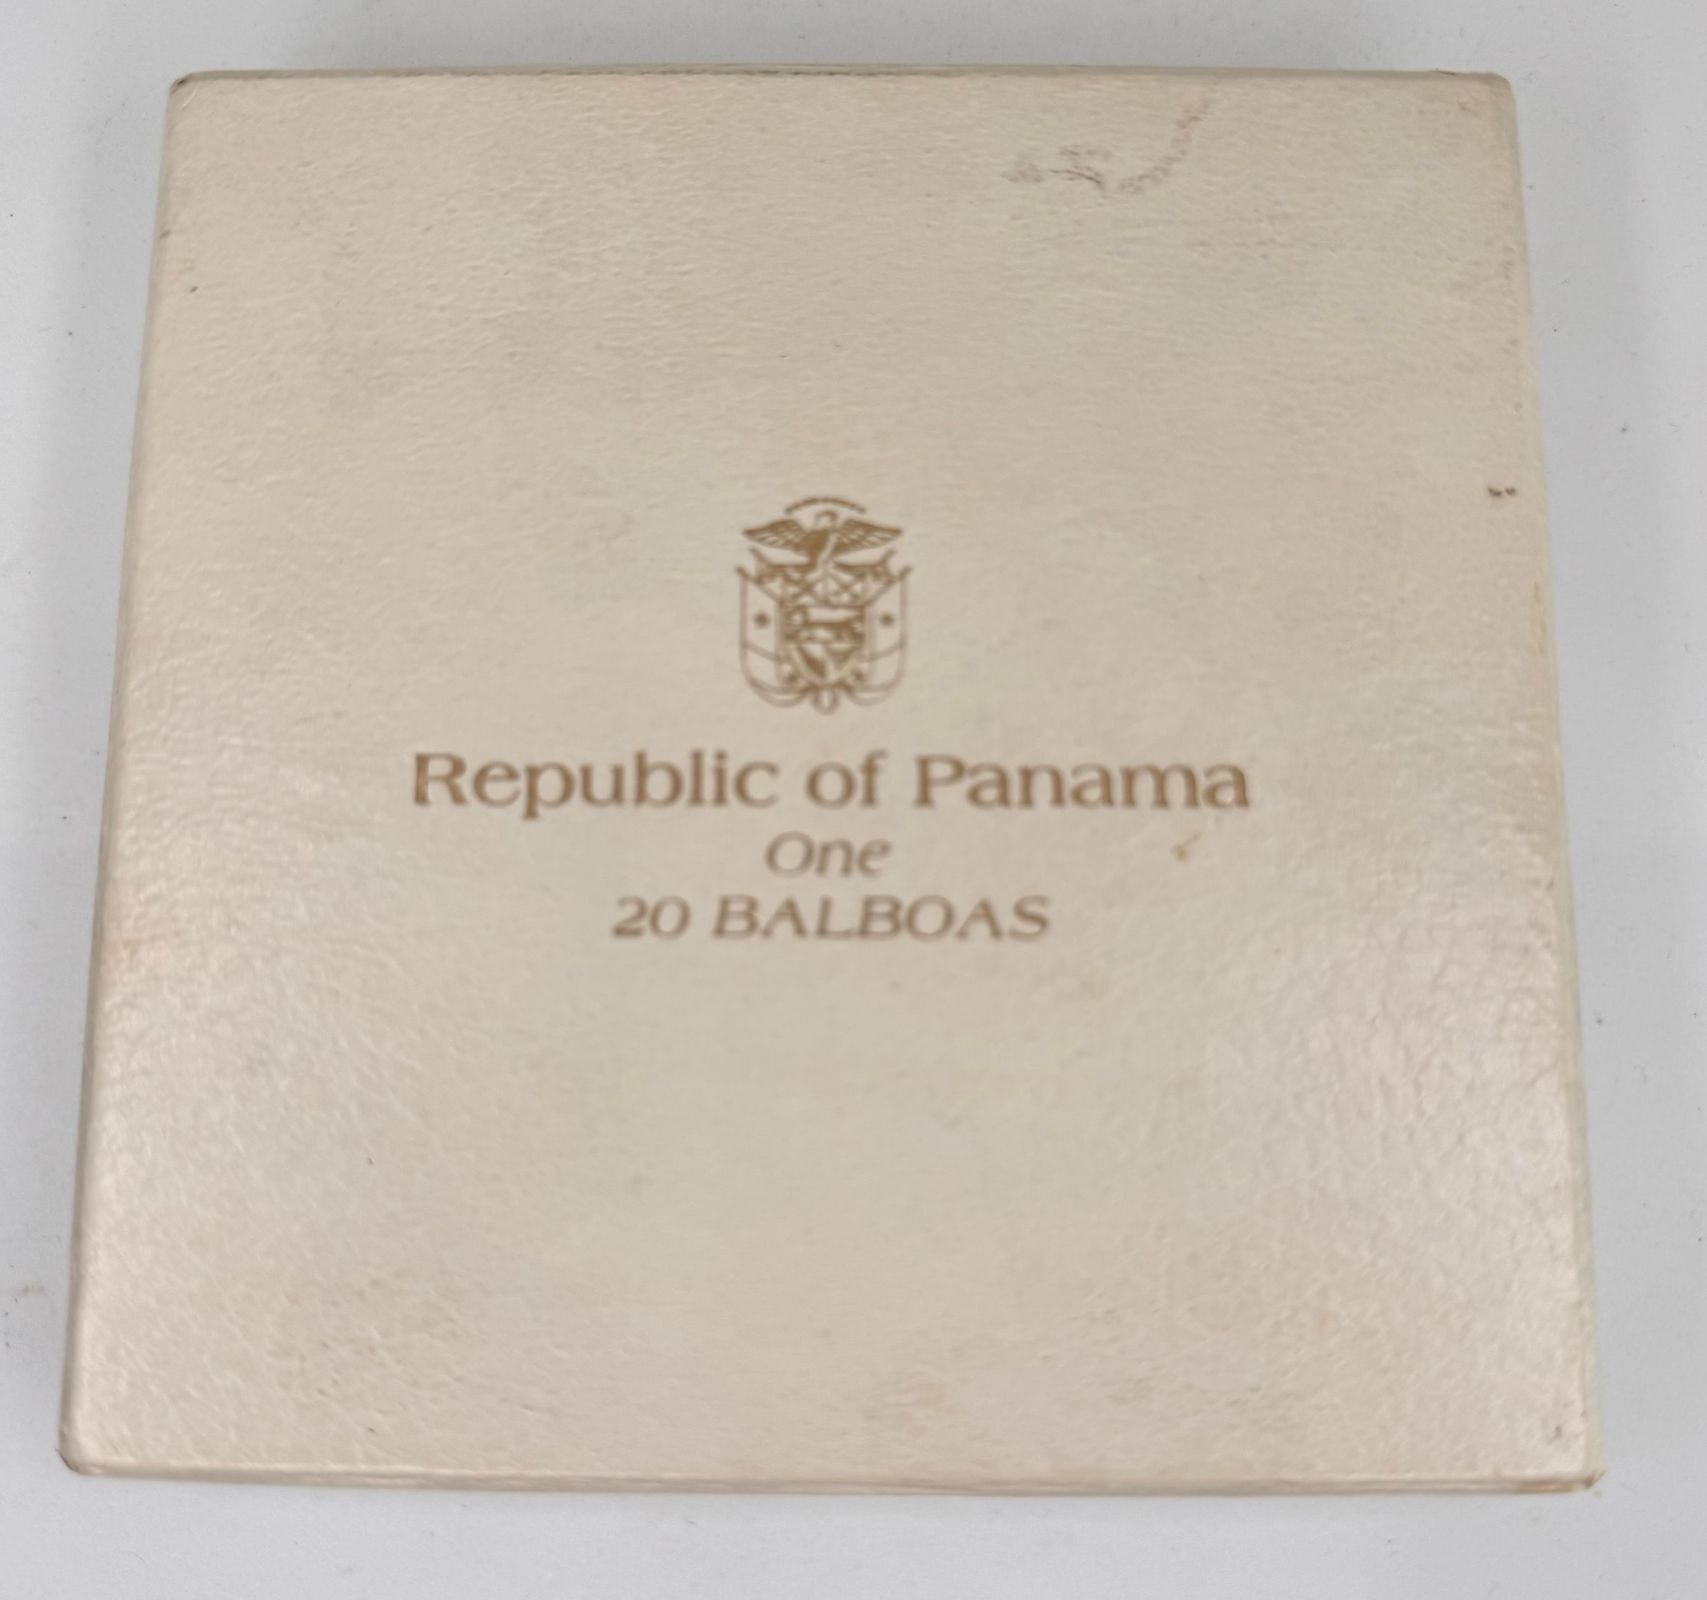 Republic of Panama
One
20 BALBOAS